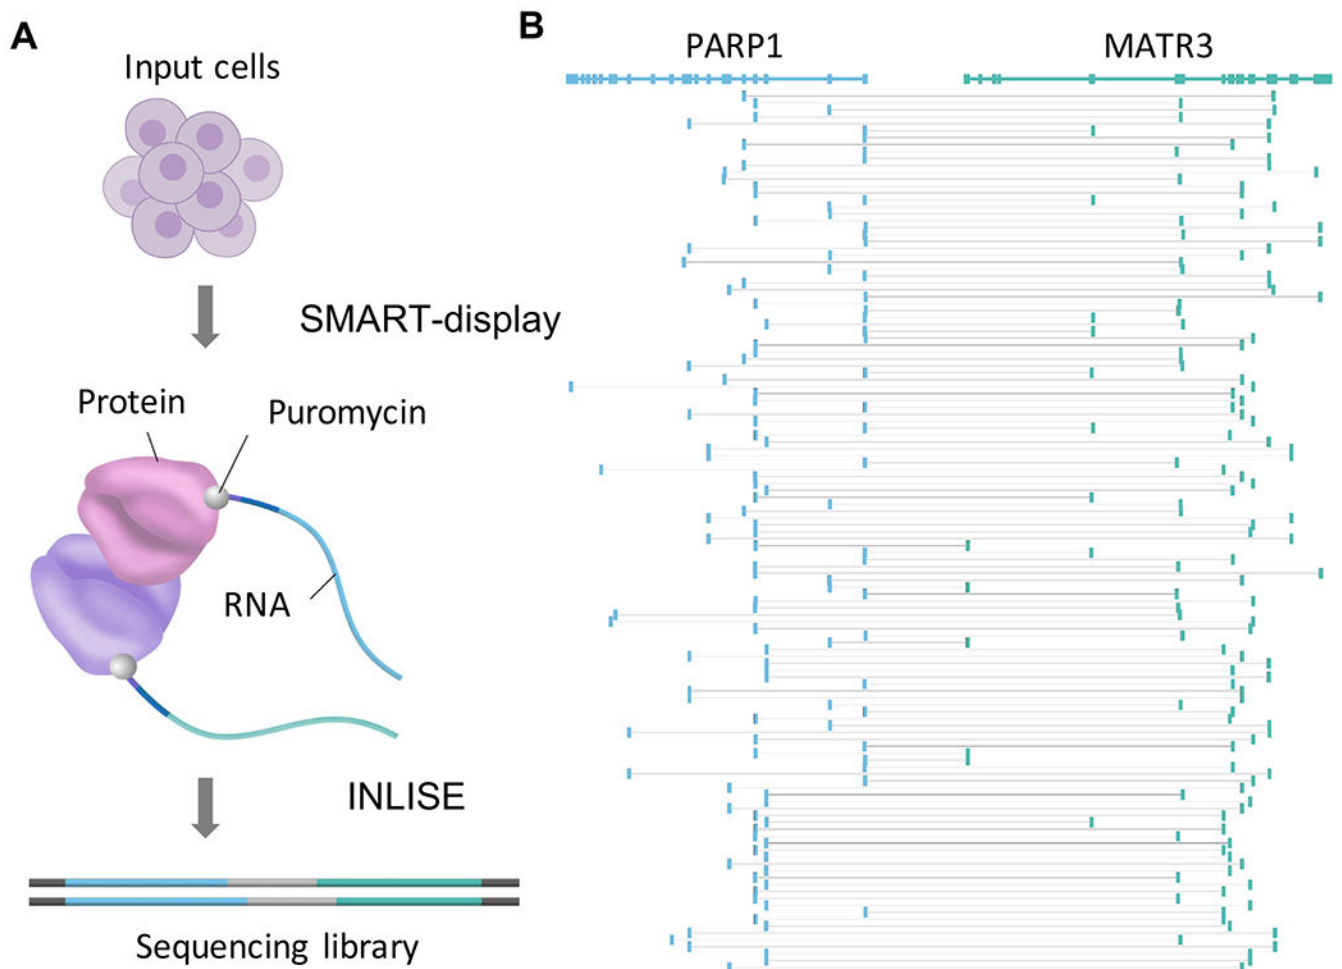 A
Input cells
SMART-display
Protein
Puromycin
RNA
INLISE
Sequencing library
B
PARP1
MATR3